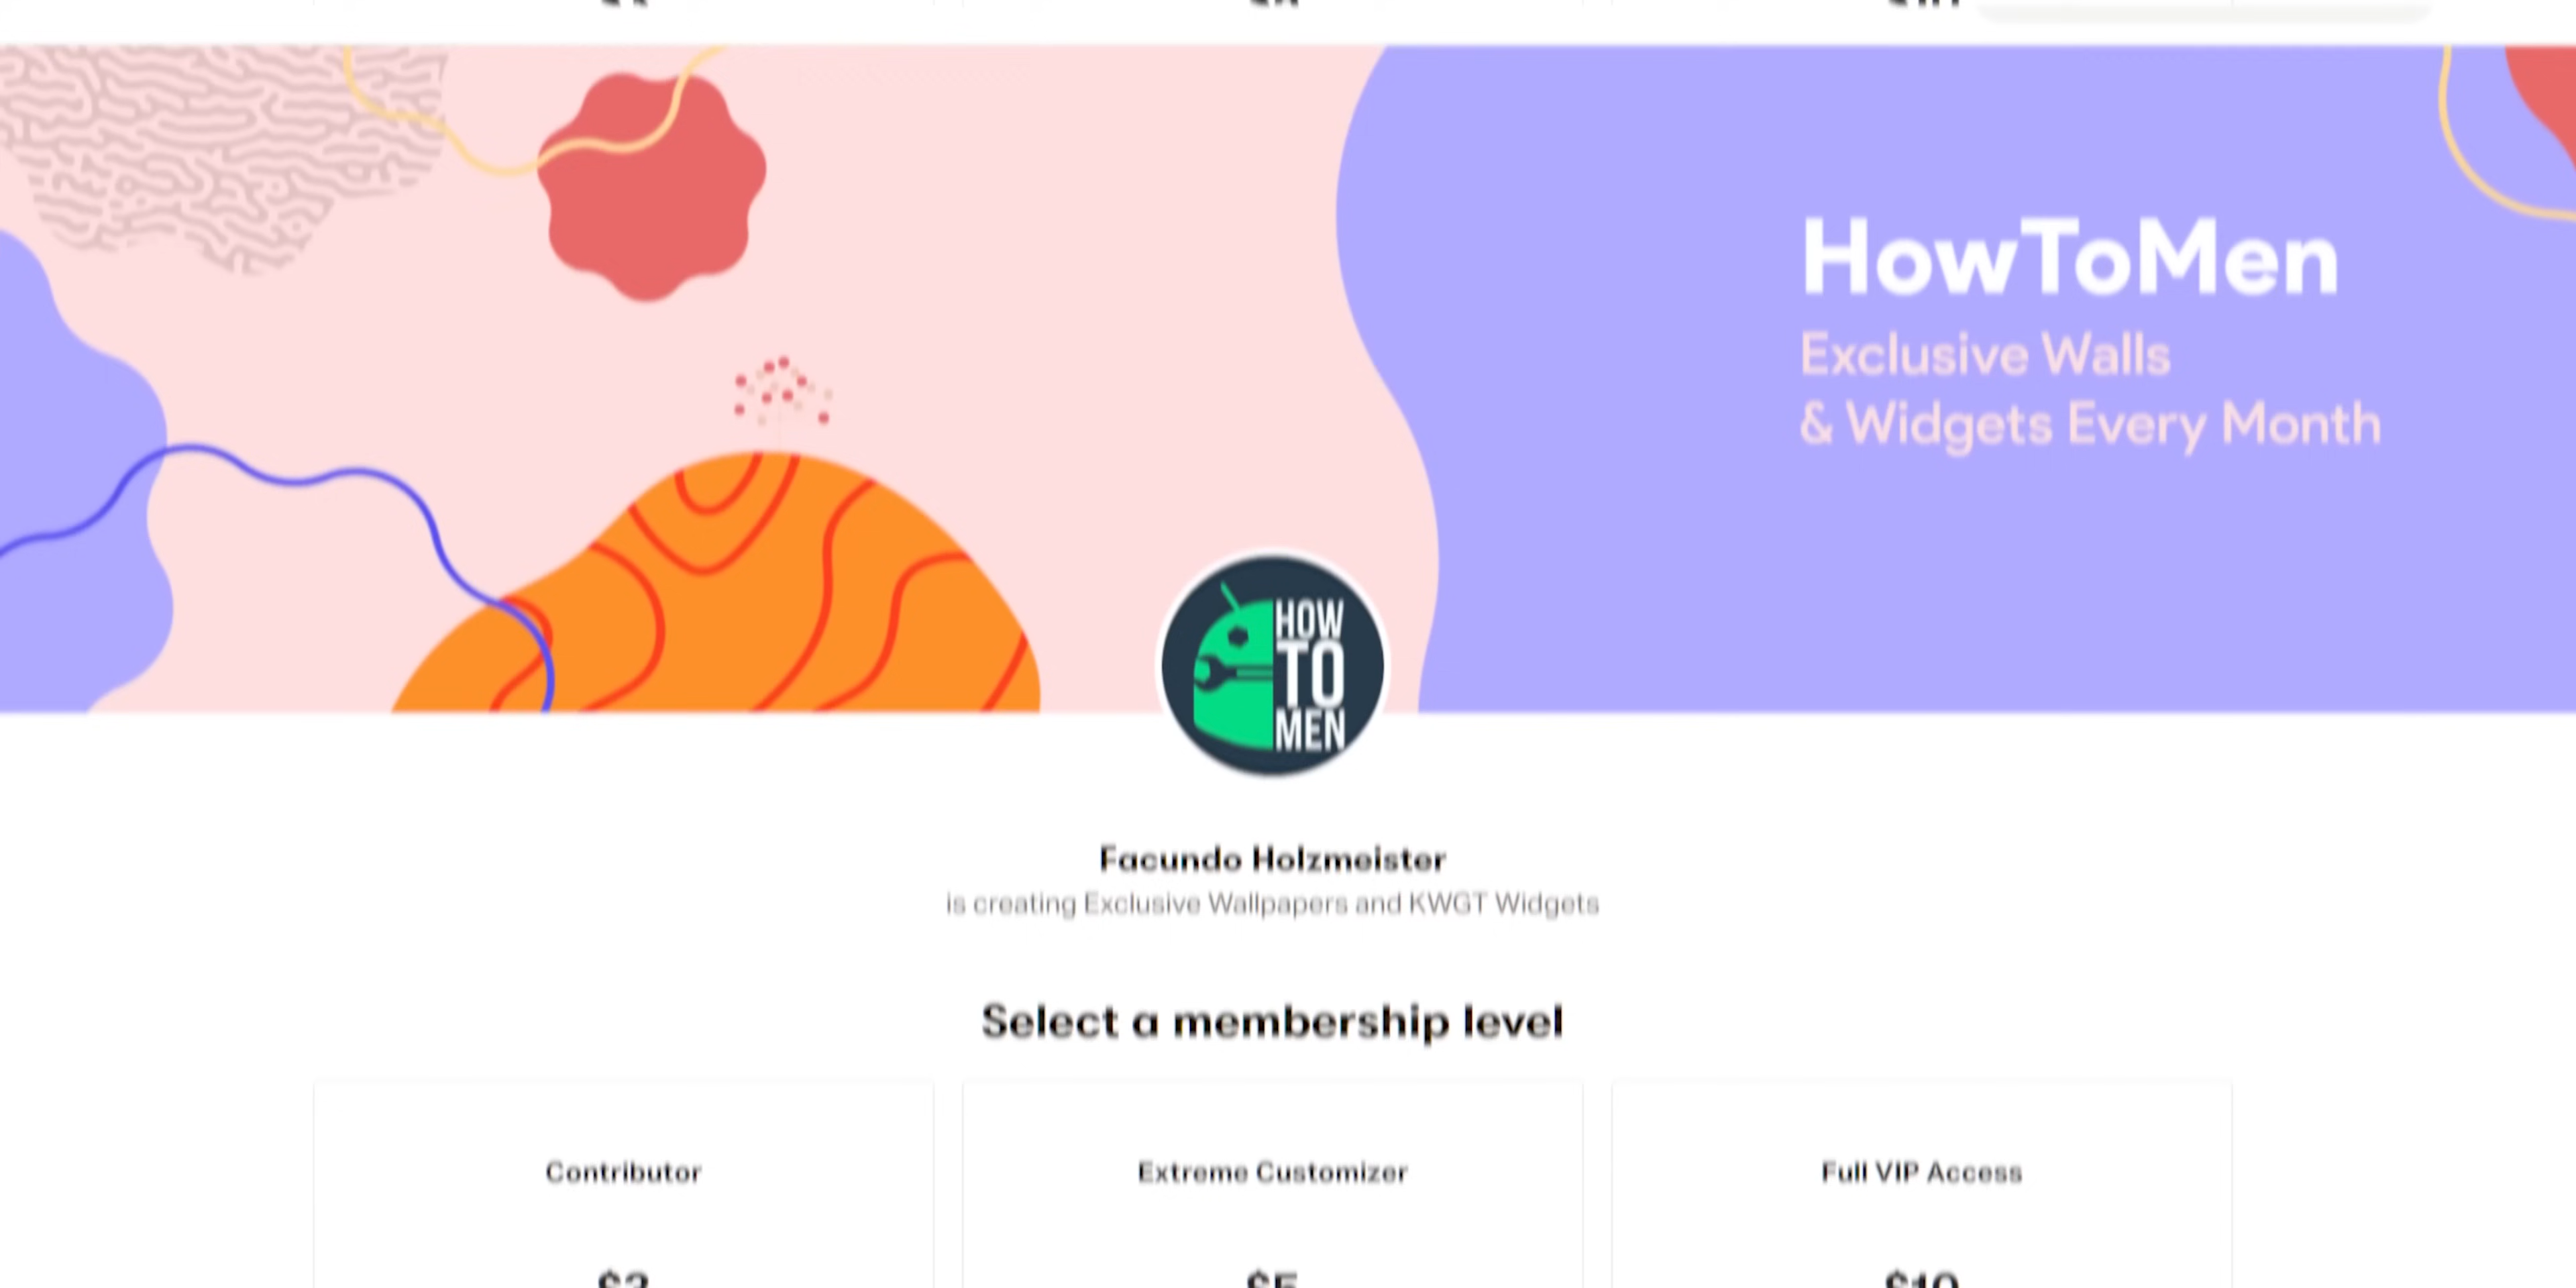 HowToMen
Exclusive Walls
& Widgets Every Month
HOW
TO
MEN
Facundo Holzmeister
is creating Exclusive Wallpapers and KWGT Widgets
Select a membership level
Contributor
Extreme Customizer
Full VIP Access